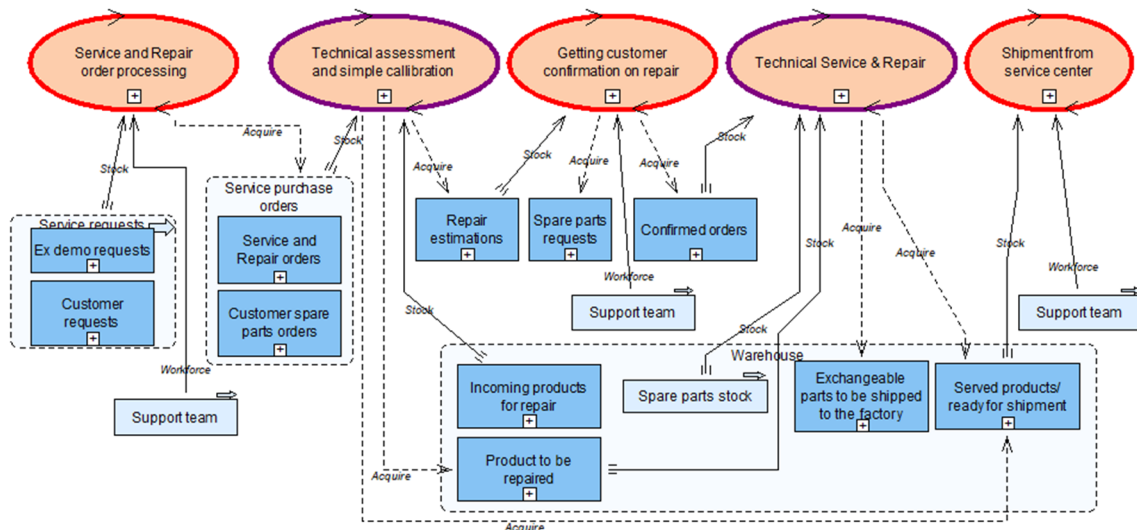 Service and Repair
order processing
Technical assessment
and simple callibration
Getting customer
confirmation on repair
Technical Service & Repair
Shipment from
service center
Acquire
Stock
Stock
Acquire
Stock
Acquire
Acquire
Stock
Service requests
Ex demo requests
Customer
requests
Service purchase
orders
Service and
Repair orders
Customer spare
parts orders
Repair
estimations
Spare parts
requests
Confirmed orders
Stock
Acquire
Acquire
Stock
Workforce
Support team
Workforce
Support team
Stock
Stock
Workforce
Support team
Warehouse
Incoming products
for repair
Spare parts stock
Exchangeable
parts to be shipped
to the factory
Served products/
ready for shipment
Product to be
repaired
Acquire
Acquire